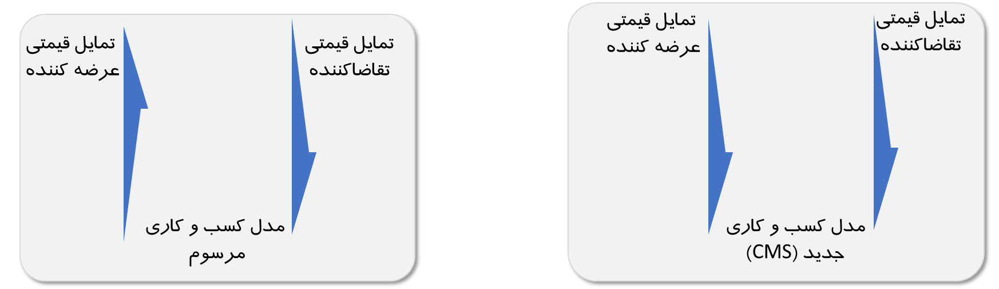 تمایل قیمتی
تقاضاکننده
تمایل قیمتی
عرضه کننده
مدل کسب و کاری
جدید (CMS)
تمایل قیمتی
تقاضاکننده
تمایل قیمتی
عرضه کننده
مدل کسب و کاری
مرسوم